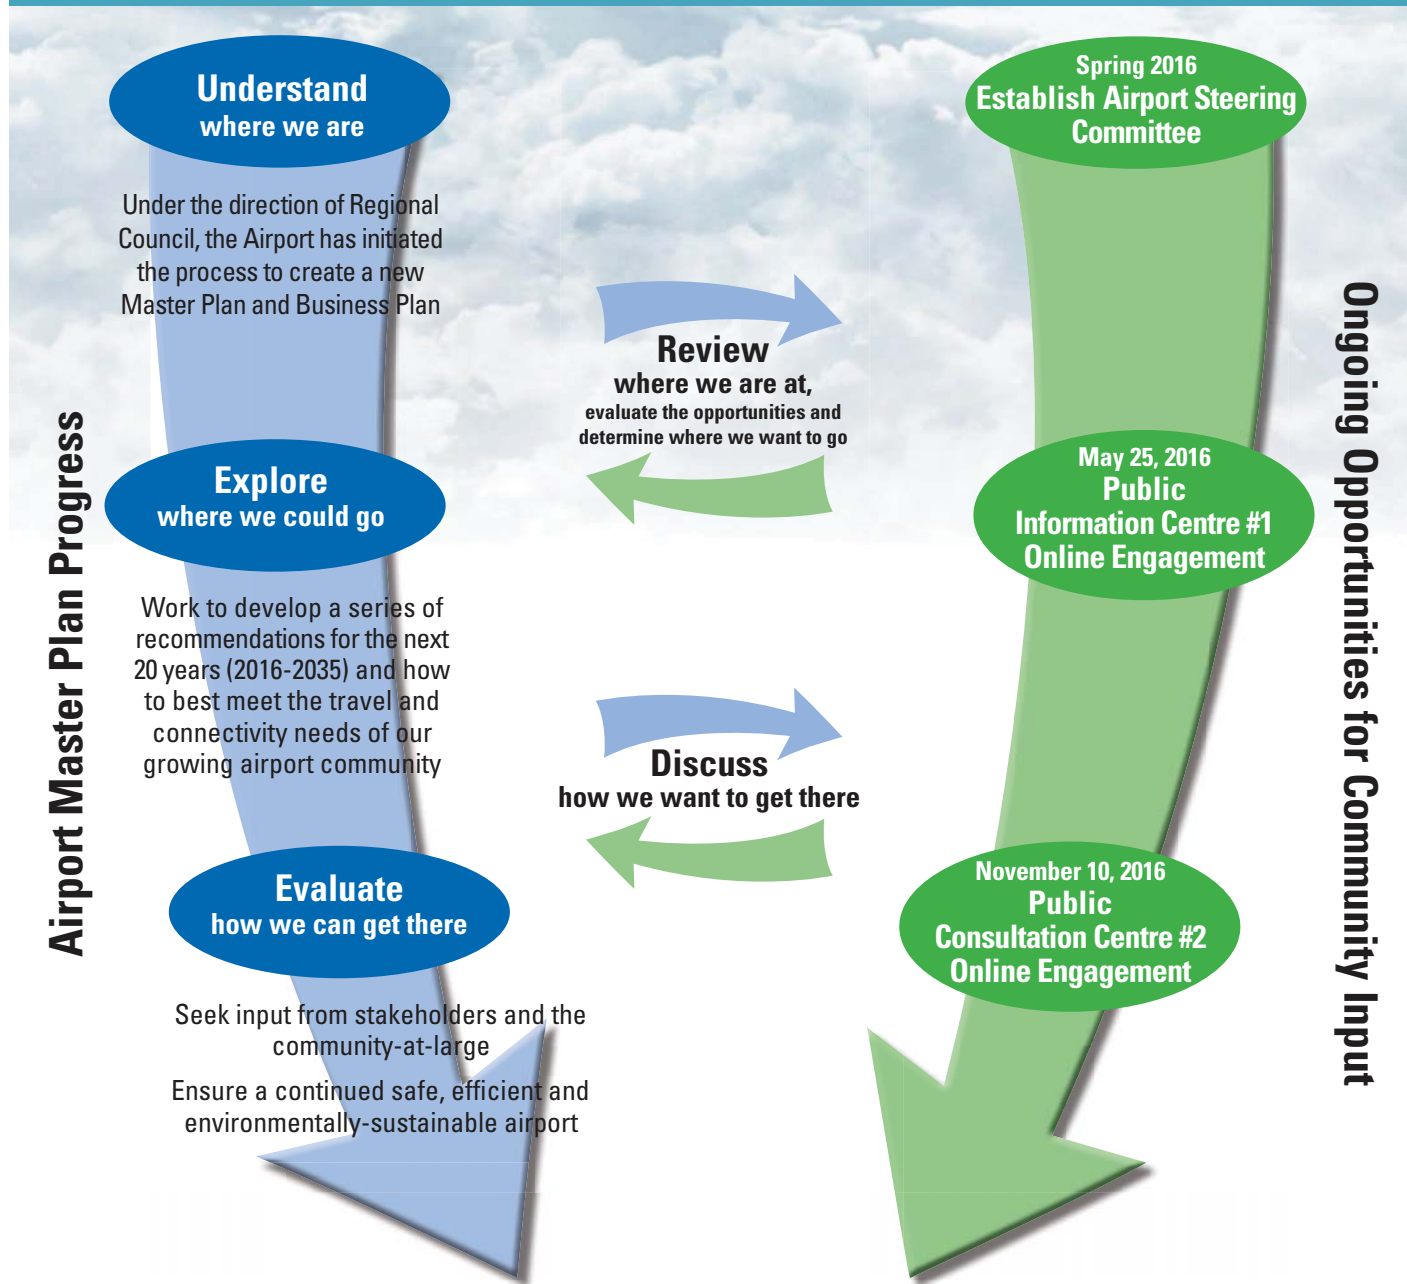 Airport Master Plan Progress
Understand
where we are
Under the direction of Regional
Council, the Airport has initiated
the process to create a new
Master Plan and Business Plan
Explore
where we could go
Work to develop a series of
recommendations for the next
20 years (2016-2035) and how
to best meet the travel and
connectivity needs of our
growing airport community
Evaluate
how we can get there
Seek input from stakeholders and the
community-at-large
Ensure a continued safe, efficient and
environmentally-sustainable airport
Review
where we are at,
evaluate the opportunities and
determine where we want to go
Discuss
how we want to get there
Spring 2016
Establish Airport Steering
Committee
May 25, 2016
Public
Information Centre #1
Online Engagement
November 10, 2016
Public
Consultation Centre #2
Online Engagement
Ongoing Opportunities for Community Input